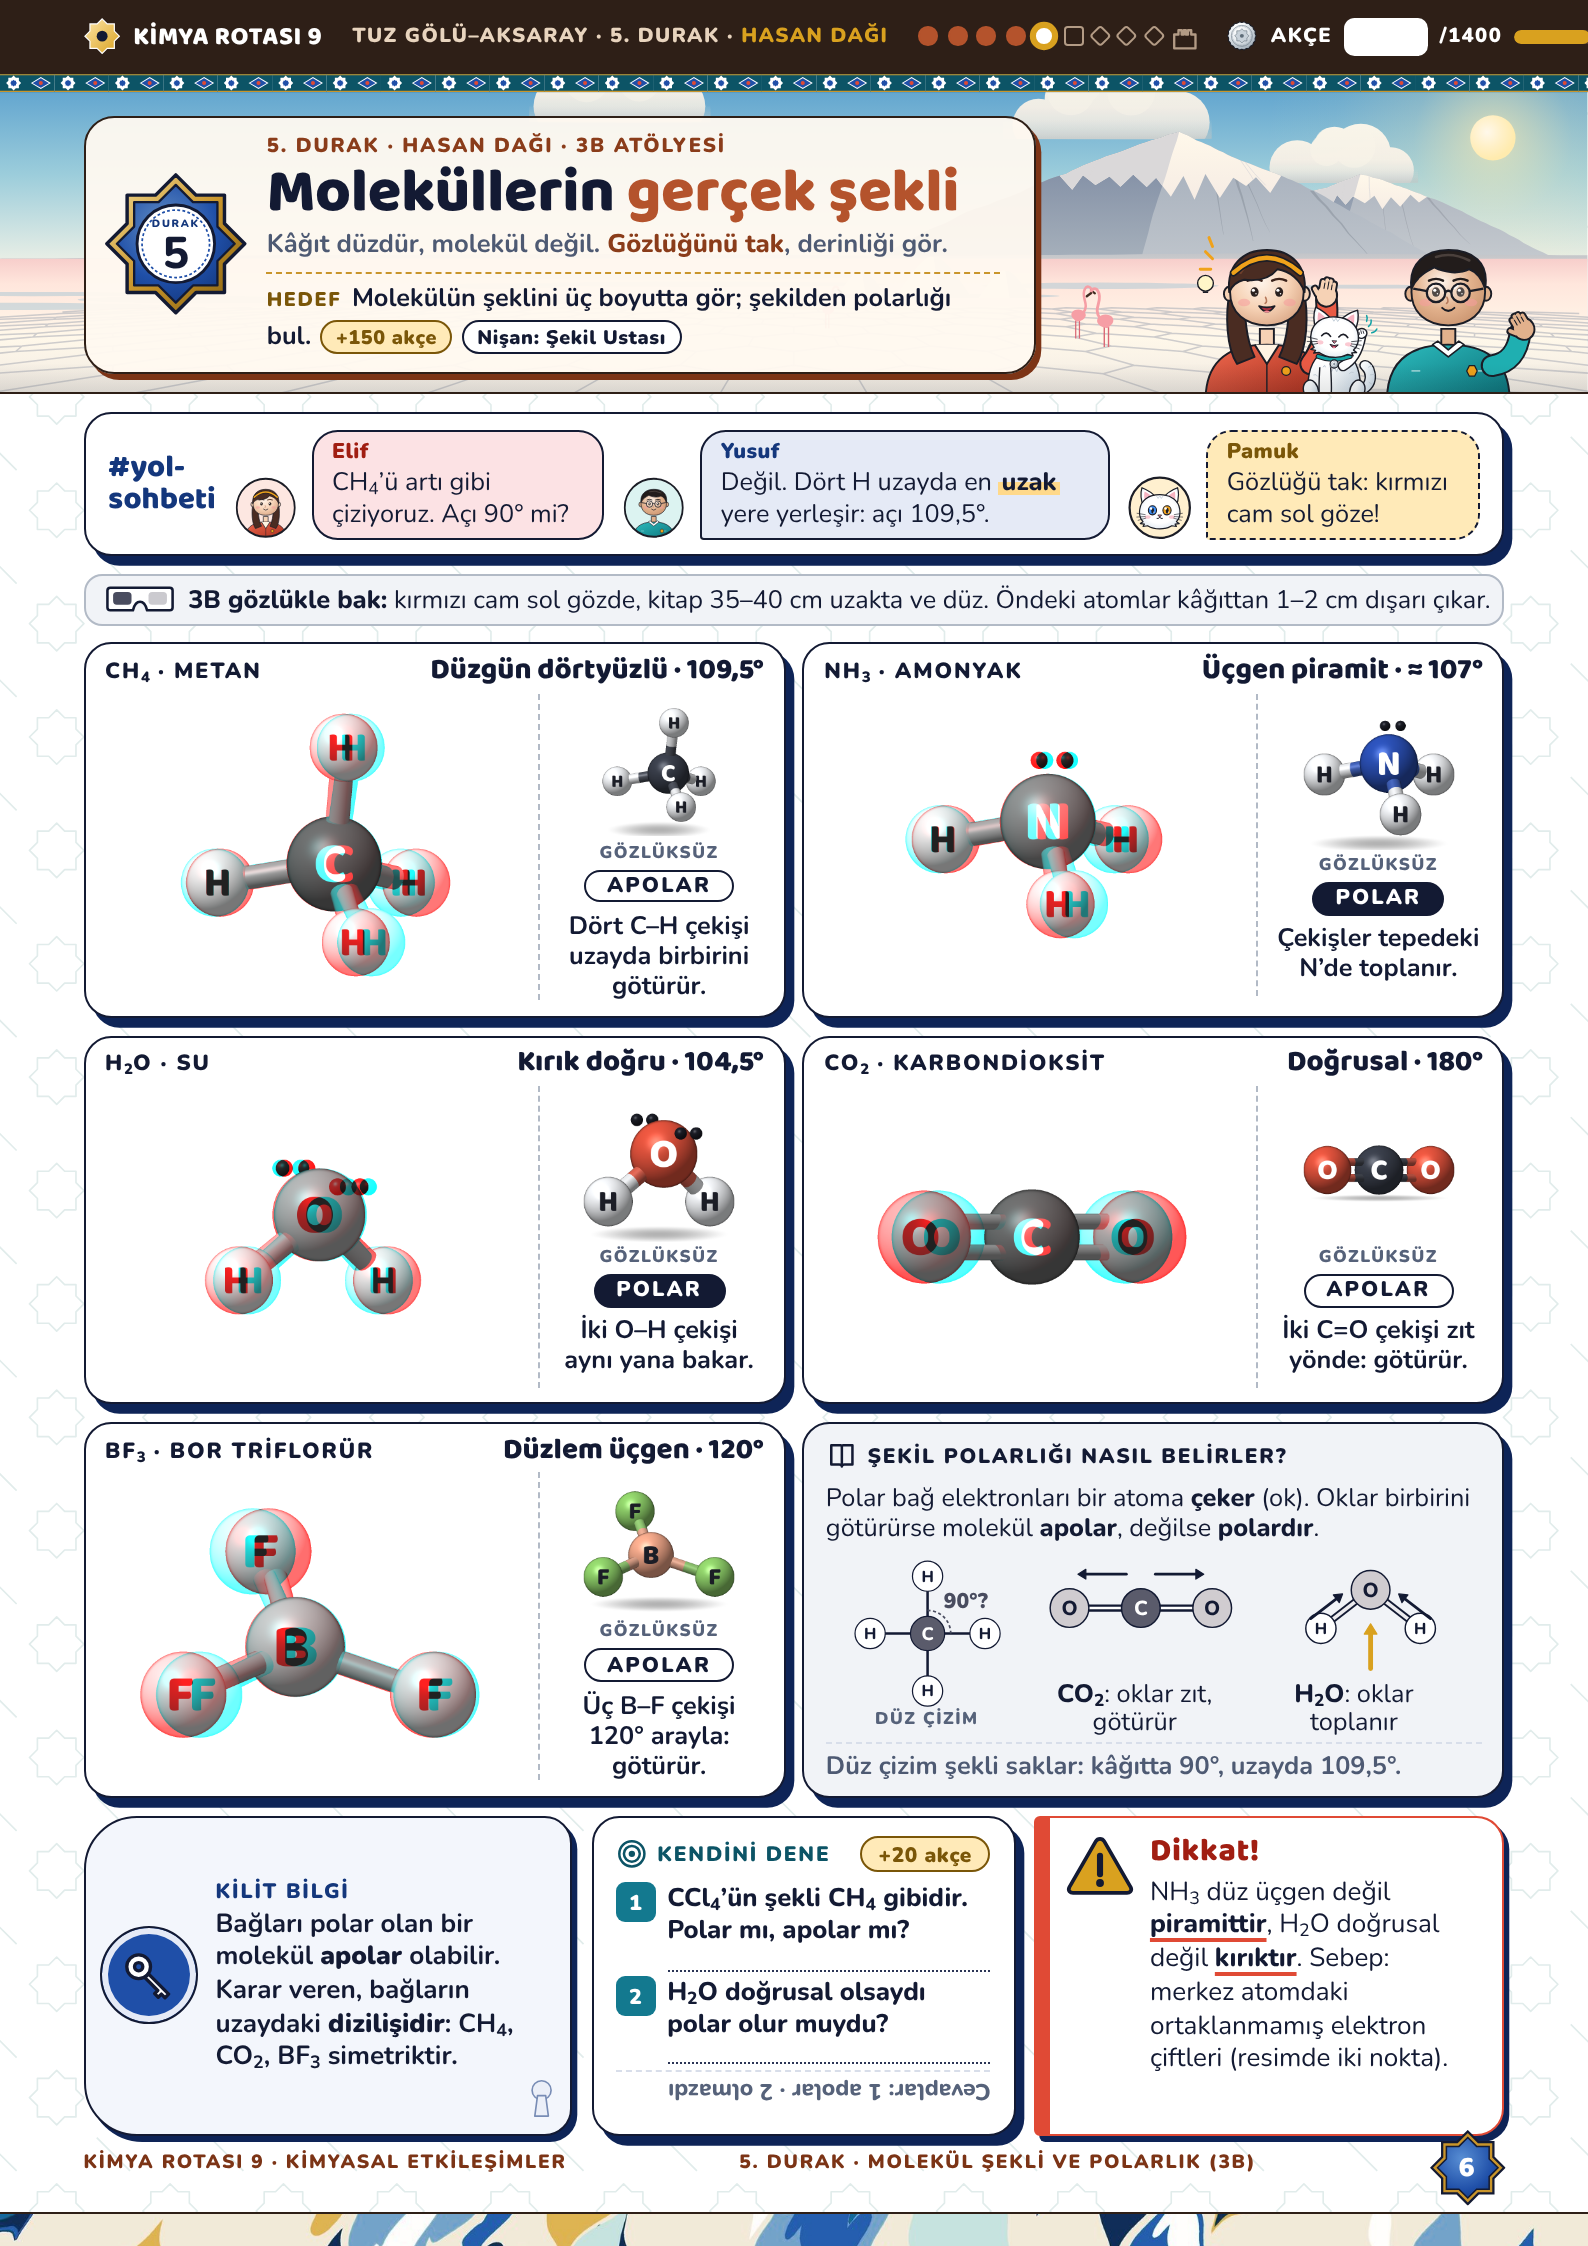 KİMYA ROTASI 9 TUZ GÖLÜ–AKSARAY · 5. DURAK · HASAN DAĞI AKÇE /1400
5. DURAK · HASAN DAĞI · 3B ATÖLYESİ
Moleküllerin gerçek şekli
DURAK
5
Kâğıt düzdür, molekül değil. Gözlüğünü tak, derinliği gör.
HEDEF Molekülün şeklini üç boyutta gör; şekilden polarlığı
bul. +150 akçe Nişan: Şekil Ustası
#yol-
sohbeti
Elif
CH₄’ü artı gibi
çiziyoruz. Açı 90° mi?
Yusuf
Değil. Dört H uzayda en uzak
yere yerleşir: açı 109,5°.
Pamuk
Gözlüğü tak: kırmızı
cam sol göze!
3B gözlükle bak: kırmızı cam sol gözde, kitap 35–40 cm uzakta ve düz. Öndeki atomlar kâğıttan 1–2 cm dışarı çıkar.
CH₄ · METAN Düzgün dörtyüzlü · 109,5°
H
H C H
H
H
H C H
H
GÖZLÜKSÜZ
APOLAR
Dört C–H çekişi
uzayda birbirini
götürür.
NH₃ · AMONYAK Üçgen piramit · ≈ 107°
H N H
H
H N H
H
GÖZLÜKSÜZ
POLAR
Çekişler tepedeki
N’de toplanır.
H₂O · SU Kırık doğru · 104,5°
O
H H
O
H H
GÖZLÜKSÜZ
POLAR
İki O–H çekişi
aynı yana bakar.
CO₂ · KARBONDİOKSİT Doğrusal · 180°
O C O
O C O
GÖZLÜKSÜZ
APOLAR
İki C=O çekişi zıt
yönde: götürür.
BF₃ · BOR TRİFLORÜR Düzlem üçgen · 120°
F
B
F F
F
B
F F
GÖZLÜKSÜZ
APOLAR
Üç B–F çekişi
120° arayla:
götürür.
ŞEKİL POLARLIĞI NASIL BELİRLER?
Polar bağ elektronları bir atoma çeker (ok). Oklar birbirini
götürürse molekül apolar, değilse polardır.
H
90°?
H C H
H
DÜZ ÇİZİM
O C O
CO₂: oklar zıt,
götürür
O
H H
H₂O: oklar
toplanır
Düz çizim şekli saklar: kâğıtta 90°, uzayda 109,5°.
KİLİT BİLGİ
Bağları polar olan bir
molekül apolar olabilir.
Karar veren, bağların
uzaydaki dizilişidir: CH₄,
CO₂, BF₃ simetriktir.
KENDİNİ DENE +20 akçe
1 CCl₄’ün şekli CH₄ gibidir.
Polar mı, apolar mı?
2 H₂O doğrusal olsaydı
polar olur muydu?
Cevaplar: 1 apolar · 2 olmazdı
Dikkat!
NH₃ düz üçgen değil
piramittir, H₂O doğrusal
değil kırıktır. Sebep:
merkez atomdaki
ortaklanmamış elektron
çiftleri (resimde iki nokta).
KİMYA ROTASI 9 · KİMYASAL ETKİLEŞİMLER 5. DURAK · MOLEKÜL ŞEKLİ VE POLARLIK (3B) 6